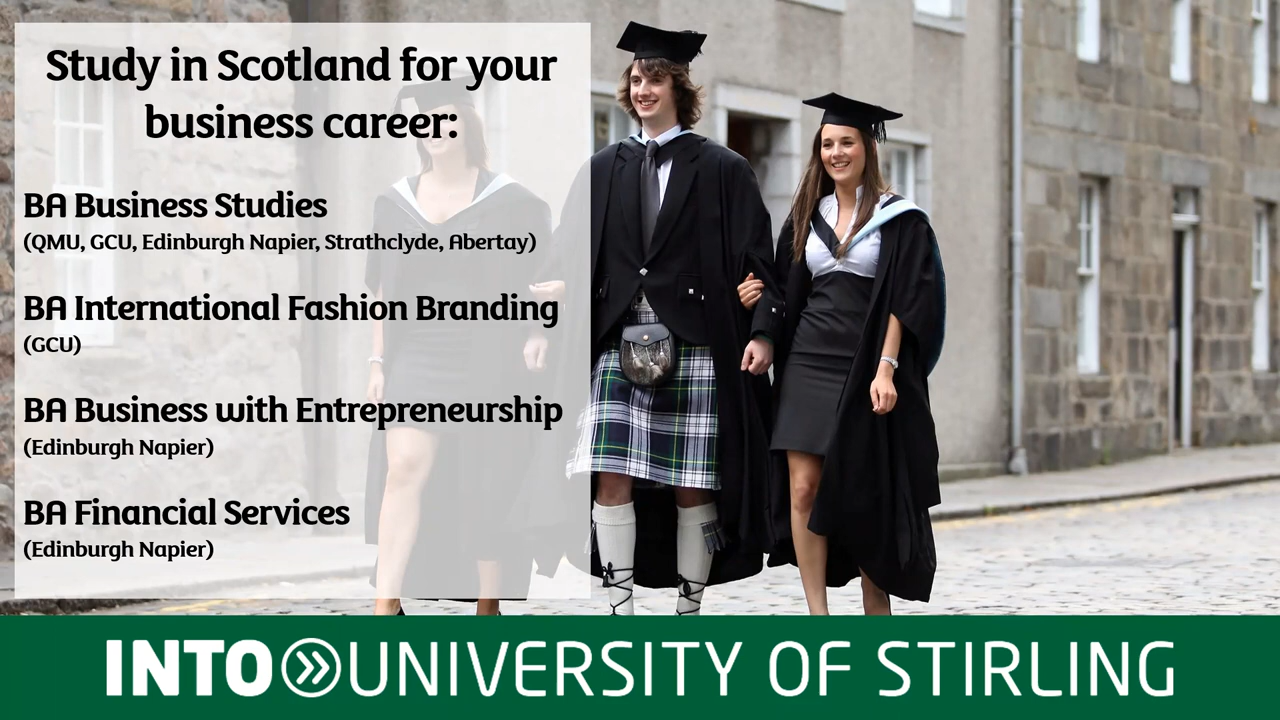 Study in Scotland for your
business career:
BA Business Studies
(QMU, GCU, Edinburgh Napier, Strathclyde, Abertay)
BA International Fashion Branding
(GCU)
BA Business with Entrepreneurship
(Edinburgh Napier)
BA Financial Services
(Edinburgh Napier)
INTO UNIVERSITY OF STIRLING